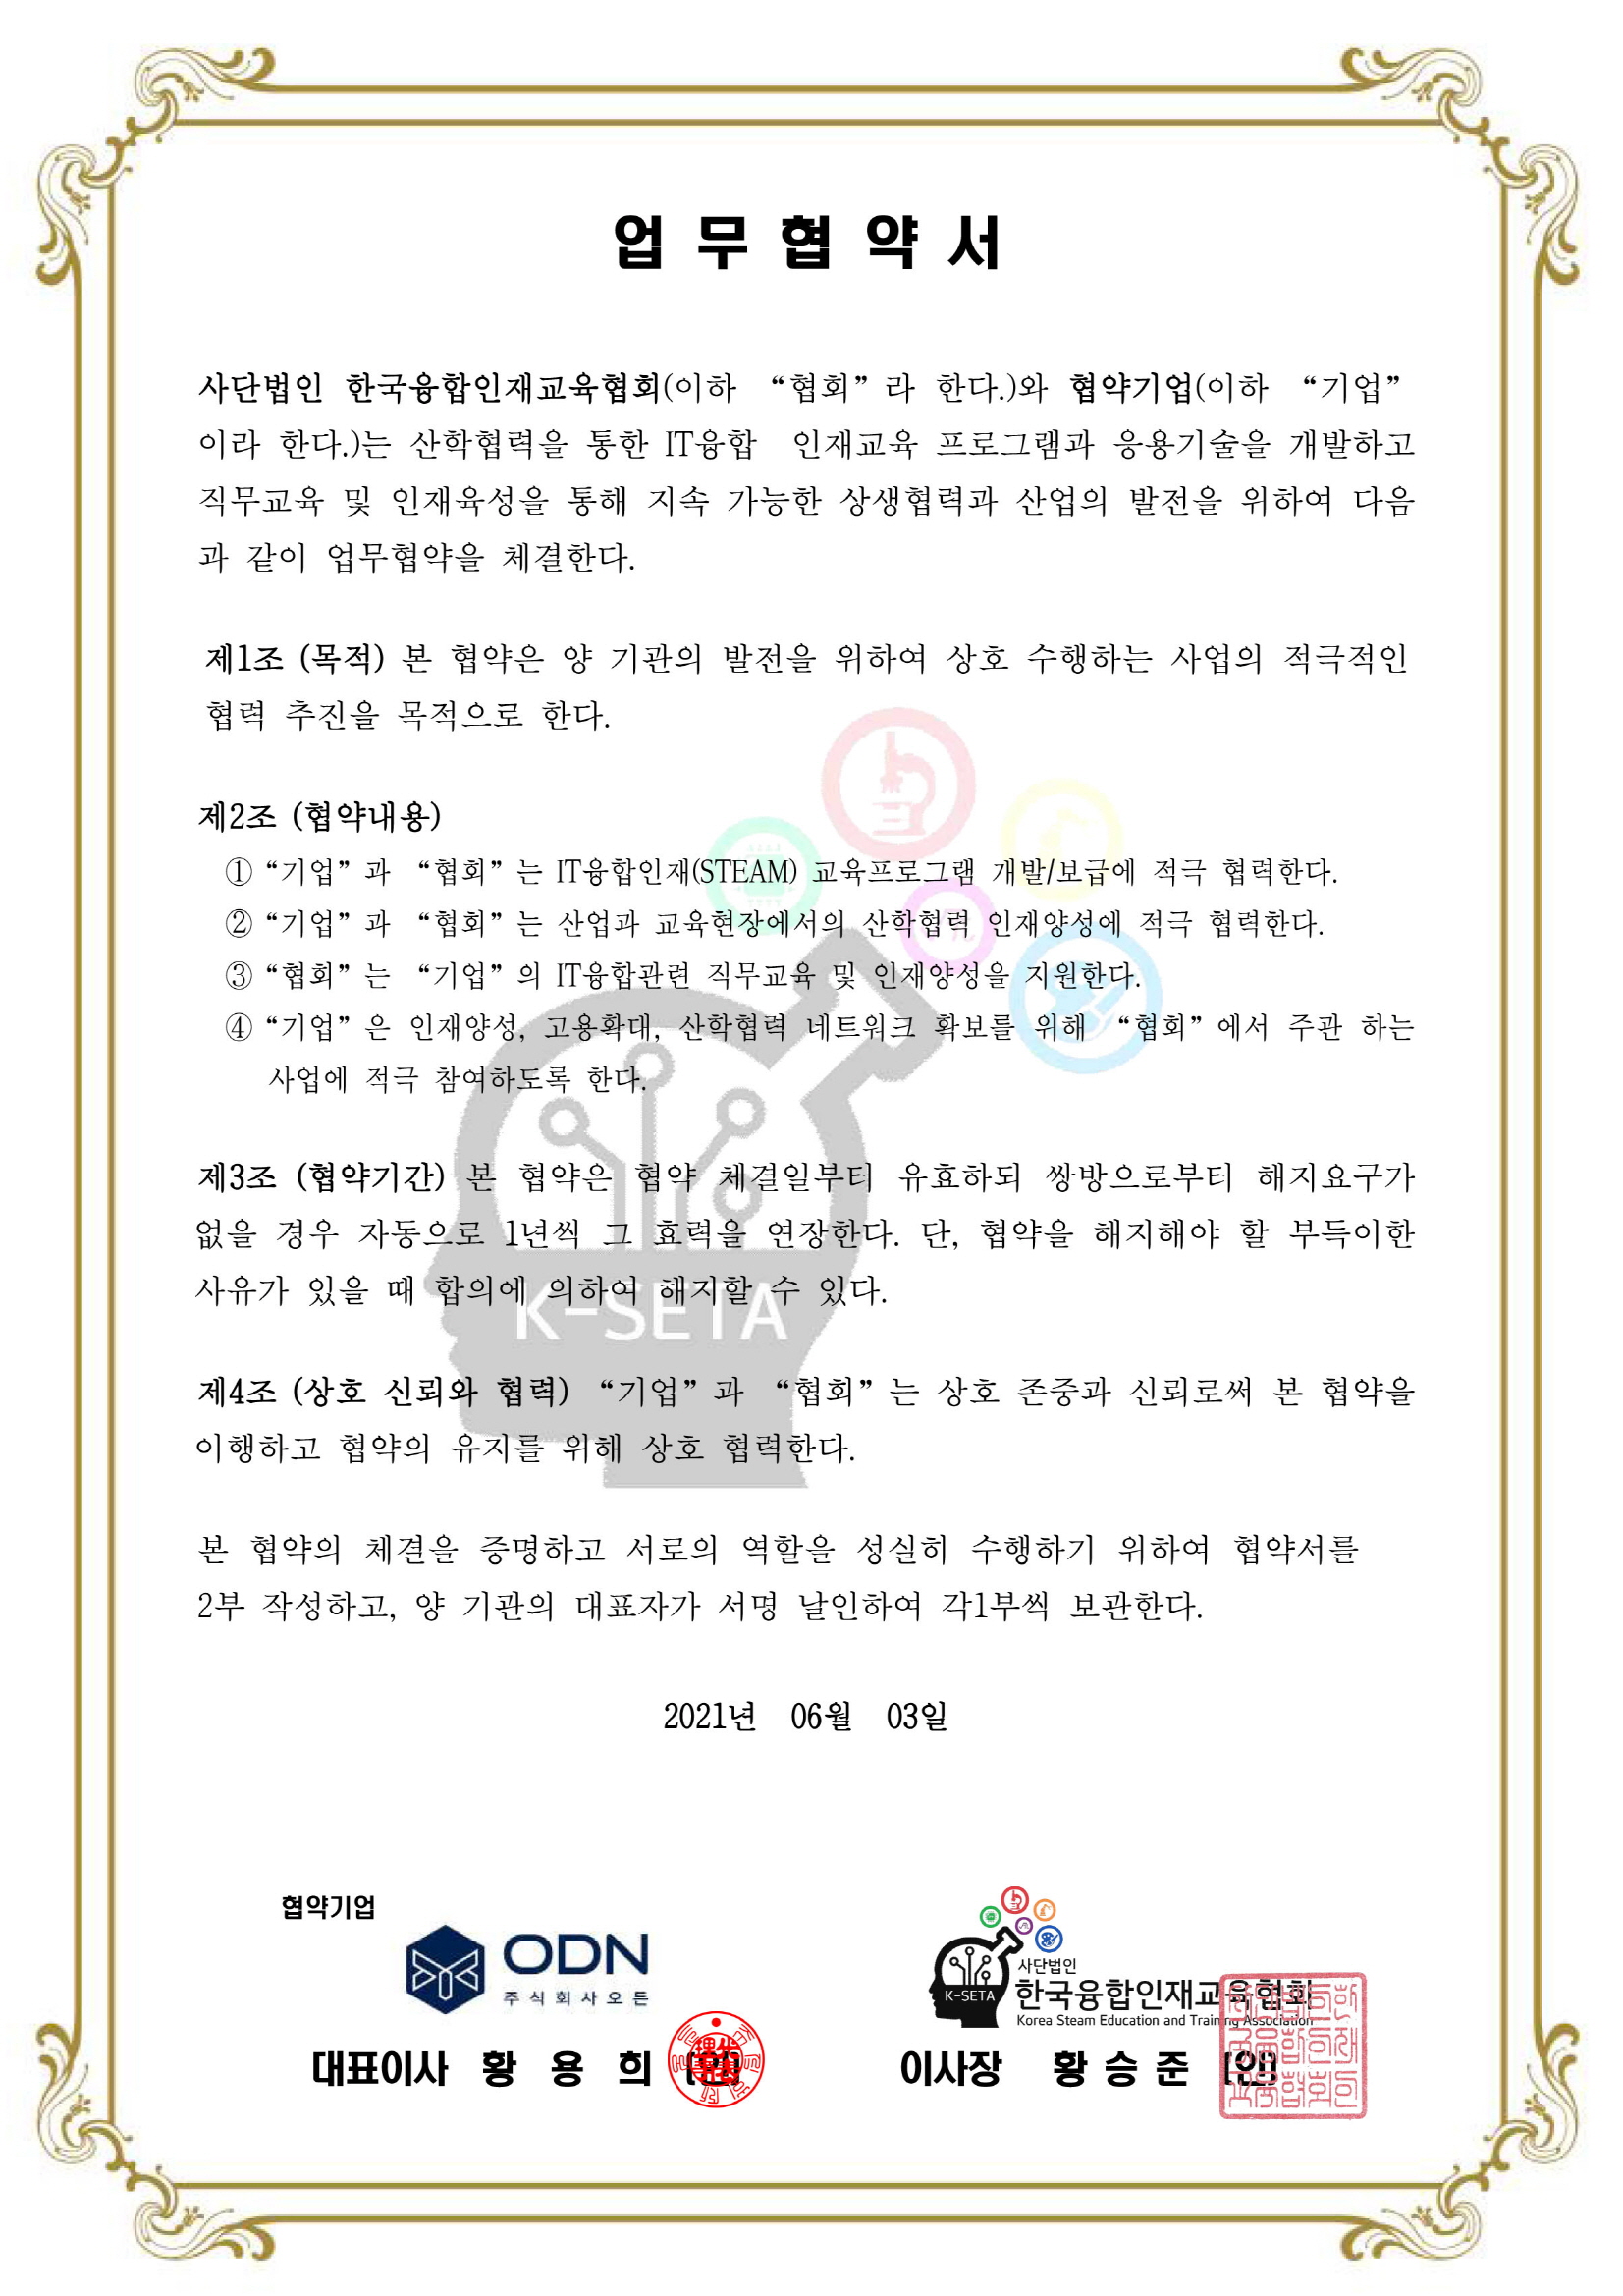 업 무 협 약 서
사단법인 한국융합인재교육협회(이하 “협회”라 한다.)와 협약기업(이하 “기업”
이라 한다.)는 산학협력을 통한 IT융합 인재교육 프로그램과 응용기술을 개발하고
직무교육 및 인재육성을 통해 지속 가능한 상생협력과 산업의 발전을 위하여 다음
과 같이 업무협약을 체결한다.
제1조 (목적) 본 협약은 양 기관의 발전을 위하여 상호 수행하는 사업의 적극적인
협력 추진을 목적으로 한다.
제2조 (협약내용)
① “기업”과 “협회”는 IT융합인재(STEAM) 교육프로그램 개발/보급에 적극 협력한다.
② “기업”과 “협회”는 산업과 교육현장에서의 산학협력 인재양성에 적극 협력한다.
③ “협회”는 “기업”의 IT융합관련 직무교육 및 인재양성을 지원한다.
④ “기업”은 인재양성, 고용확대, 산학협력 네트워크 확보를 위해 “협회”에서 주관 하는
사업에 적극 참여하도록 한다.
제3조 (협약기간) 본 협약은 협약 체결일부터 유효하되 쌍방으로부터 해지요구가
없을 경우 자동으로 1년씩 그 효력을 연장한다. 단, 협약을 해지해야 할 부득이한
사유가 있을 때 합의에 의하여 해지할 수 있다.
K-SETA
제4조 (상호 신뢰와 협력) “기업”과 “협회”는 상호 존중과 신뢰로써 본 협약을
이행하고 협약의 유지를 위해 상호 협력한다.
본 협약의 체결을 증명하고 서로의 역할을 성실히 수행하기 위하여 협약서를
2부 작성하고, 양 기관의 대표자가 서명 날인하여 각1부씩 보관한다.
2021년 06월 03일
협약기업
ODN
주식회사오든
대표이사 황 용 희 (인)
K-SETA
사단법인
한국융합인재교육협회
Korea Steam Education and Training Association
이사장 황 승 준 (인)